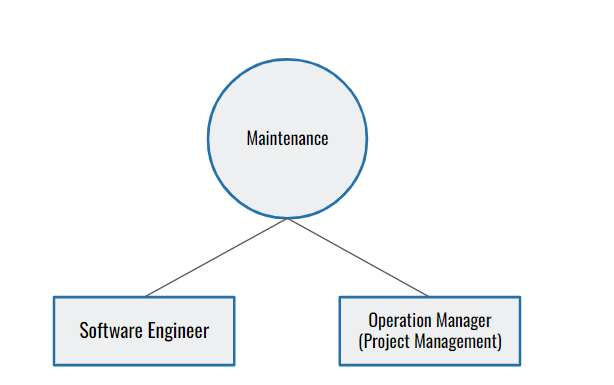 Maintenance
Software Engineer
Operation Manager
(Project Management)